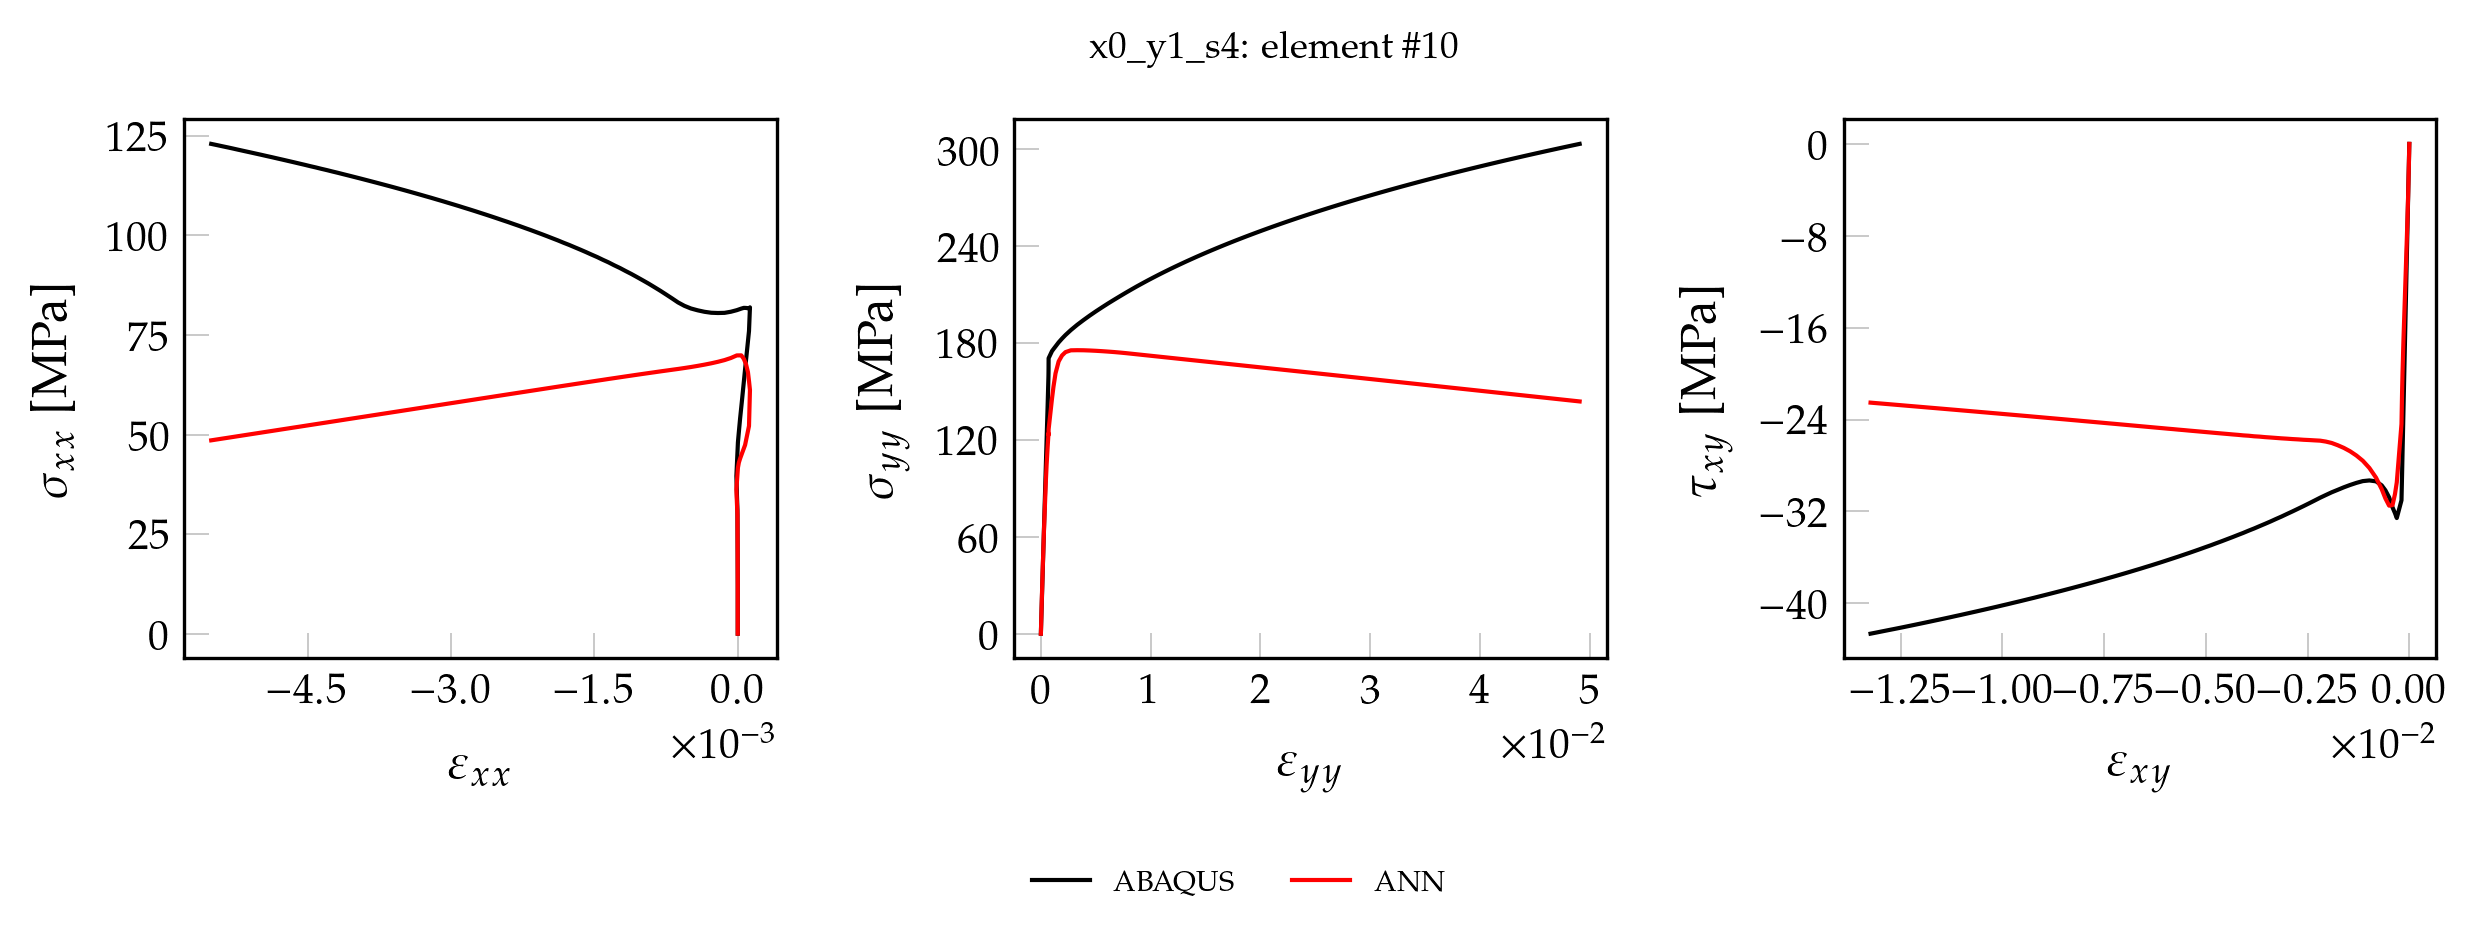 x0_y1_s4: element #10
σxx [MPa]
125
100
75
50
25
0
−4.5 −3.0 −1.5 0.0
×10−3
εxx
σyy [MPa]
300
240
180
120
60
0
0 1 2 3 4 5
×10−2
εyy
τxy [MPa]
0
−8
−16
−24
−32
−40
−1.25 −1.00 −0.75 −0.50 −0.25 0.00
×10−2
εxy
ABAQUS ANN